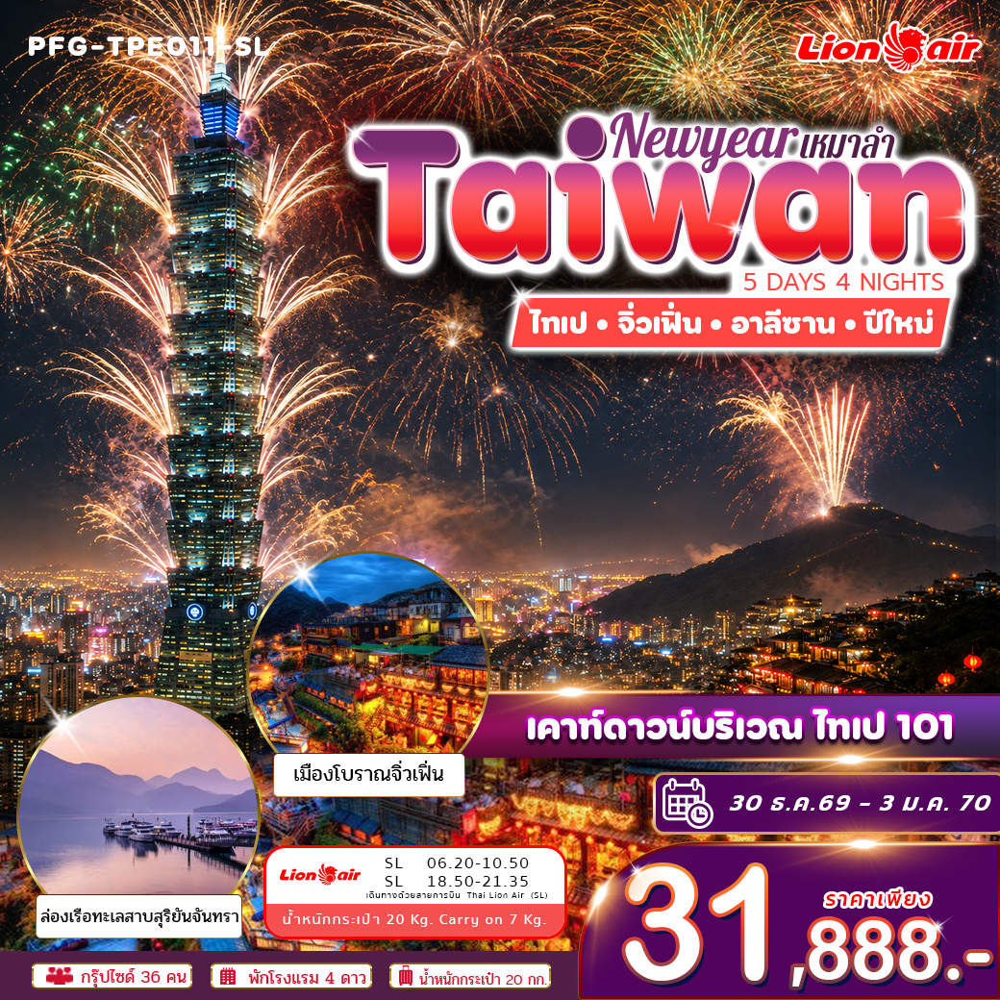 PFG-TPE011-SL
Lion air
Newyear เหมาลำ
Taiwan
5 DAYS 4 NIGHTS
ไทเป • จิ่วเฟิ่น • อาลีซาน • ปีใหม่
เคาท์ดาวน์บริเวณ ไทเป 101
เมืองโบราณจิ่วเฟิ่น
30 ธ.ค.69 - 3 ม.ค. 70
ล่องเรือทะเลสาบสุริยันจันทรา
Lion air
SL 06.20-10.50
SL 18.50-21.35
เดินทางด้วยสายการบิน Thai Lion Air (SL)
น้ำหนักกระเป๋า 20 Kg. Carry on 7 Kg.
ราคาเพียง
31,888.-
กรุ๊ปไซด์ 36 คน
พักโรงแรม 4 ดาว
น้ำหนักกระเป๋า 20 กก.